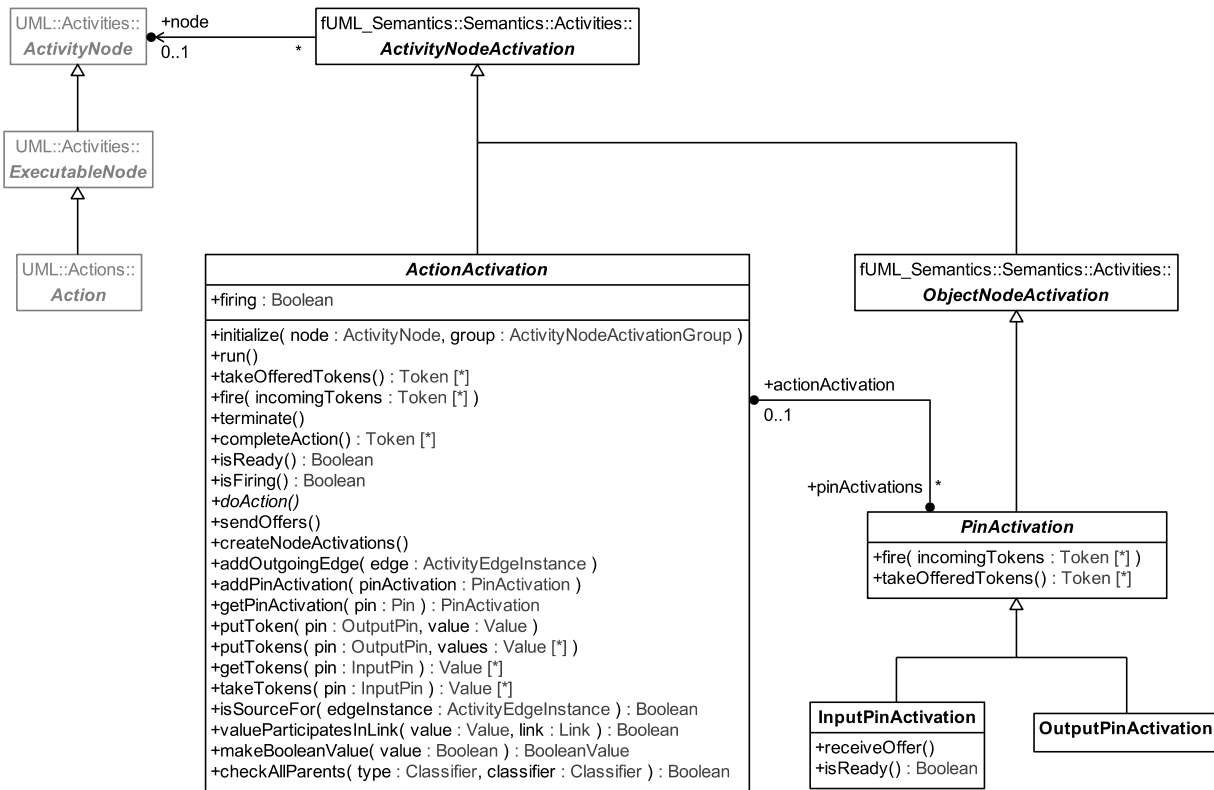 UML::Activities::
ActivityNode
+node
0..1
*
fUML_Semantics::Semantics::Activities::
ActivityNodeActivation
UML::Activities::
ExecutableNode
UML::Actions::
Action
ActionActivation
+firing : Boolean
+initialize( node : ActivityNode, group : ActivityNodeActivationGroup )
+run()
+takeOfferedTokens() : Token [*]
+fire( incomingTokens : Token [*] )
+terminate()
+completeAction() : Token [*]
+isReady() : Boolean
+isFiring() : Boolean
+doAction()
+sendOffers()
+createNodeActivations()
+addOutgoingEdge( edge : ActivityEdgeInstance )
+addPinActivation( pinActivation : PinActivation )
+getPinActivation( pin : Pin ) : PinActivation
+putToken( pin : OutputPin, value : Value )
+putTokens( pin : OutputPin, values : Value [*] )
+getTokens( pin : InputPin ) : Value [*]
+takeTokens( pin : InputPin ) : Value [*]
+isSourceFor( edgeInstance : ActivityEdgeInstance ) : Boolean
+valueParticipatesInLink( value : Value, link : Link ) : Boolean
+makeBooleanValue( value : Boolean ) : BooleanValue
+checkAllParents( type : Classifier, classifier : Classifier ) : Boolean
fUML_Semantics::Semantics::Activities::
ObjectNodeActivation
+actionActivation
0..1
+pinActivations
*
PinActivation
+fire( incomingTokens : Token [*] )
+takeOfferedTokens() : Token [*]
InputPinActivation
+receiveOffer()
+isReady() : Boolean
OutputPinActivation